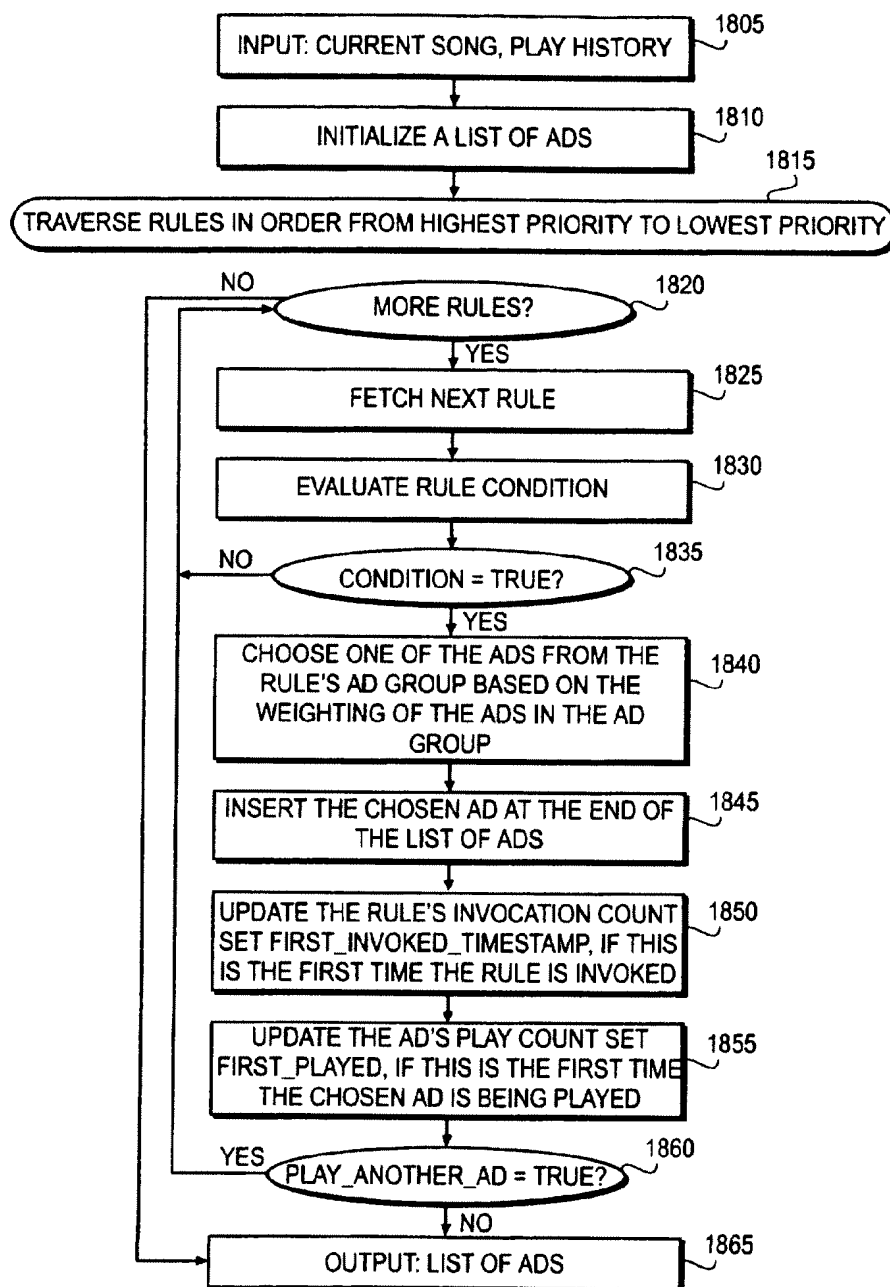 1805
INPUT: CURRENT SONG, PLAY HISTORY
1810
INITIALIZE A LIST OF ADS
1815
TRAVERSE RULES IN ORDER FROM HIGHEST PRIORITY TO LOWEST PRIORITY
NO
MORE RULES?
1820
YES
1825
FETCH NEXT RULE
1830
EVALUATE RULE CONDITION
NO
CONDITION = TRUE?
1835
YES
CHOOSE ONE OF THE ADS FROM THE
RULE'S AD GROUP BASED ON THE
WEIGHTING OF THE ADS IN THE AD
GROUP
1840
INSERT THE CHOSEN AD AT THE END OF
THE LIST OF ADS
1845
UPDATE THE RULE'S INVOCATION COUNT
SET FIRST_INVOKED_TIMESTAMP, IF THIS
IS THE FIRST TIME THE RULE IS INVOKED
1850
UPDATE THE AD'S PLAY COUNT SET
FIRST_PLAYED, IF THIS IS THE FIRST TIME
THE CHOSEN AD IS BEING PLAYED
1855
YES
PLAY_ANOTHER_AD = TRUE?
1860
NO
OUTPUT: LIST OF ADS
1865